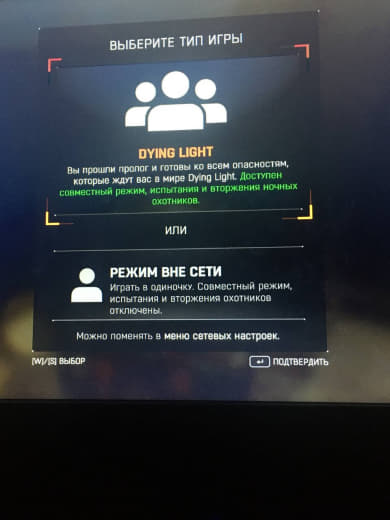 ВЫБЕРИТЕ ТИП ИГРЫ
DYING LIGHT
Вы прошли пролог и готовы ко всем опасностям,
которые ждут вас в мире Dying Light. Доступен
совместный режим, испытания и вторжения ночных
охотников.
ИЛИ
РЕЖИМ ВНЕ СЕТИ
Играть в одиночку. Совместный режим,
испытания и вторжения охотников
отключены.
Можно поменять в меню сетевых настроек.
[W]/[S] ВЫБОР
↵ ПОДТВЕРДИТЬ